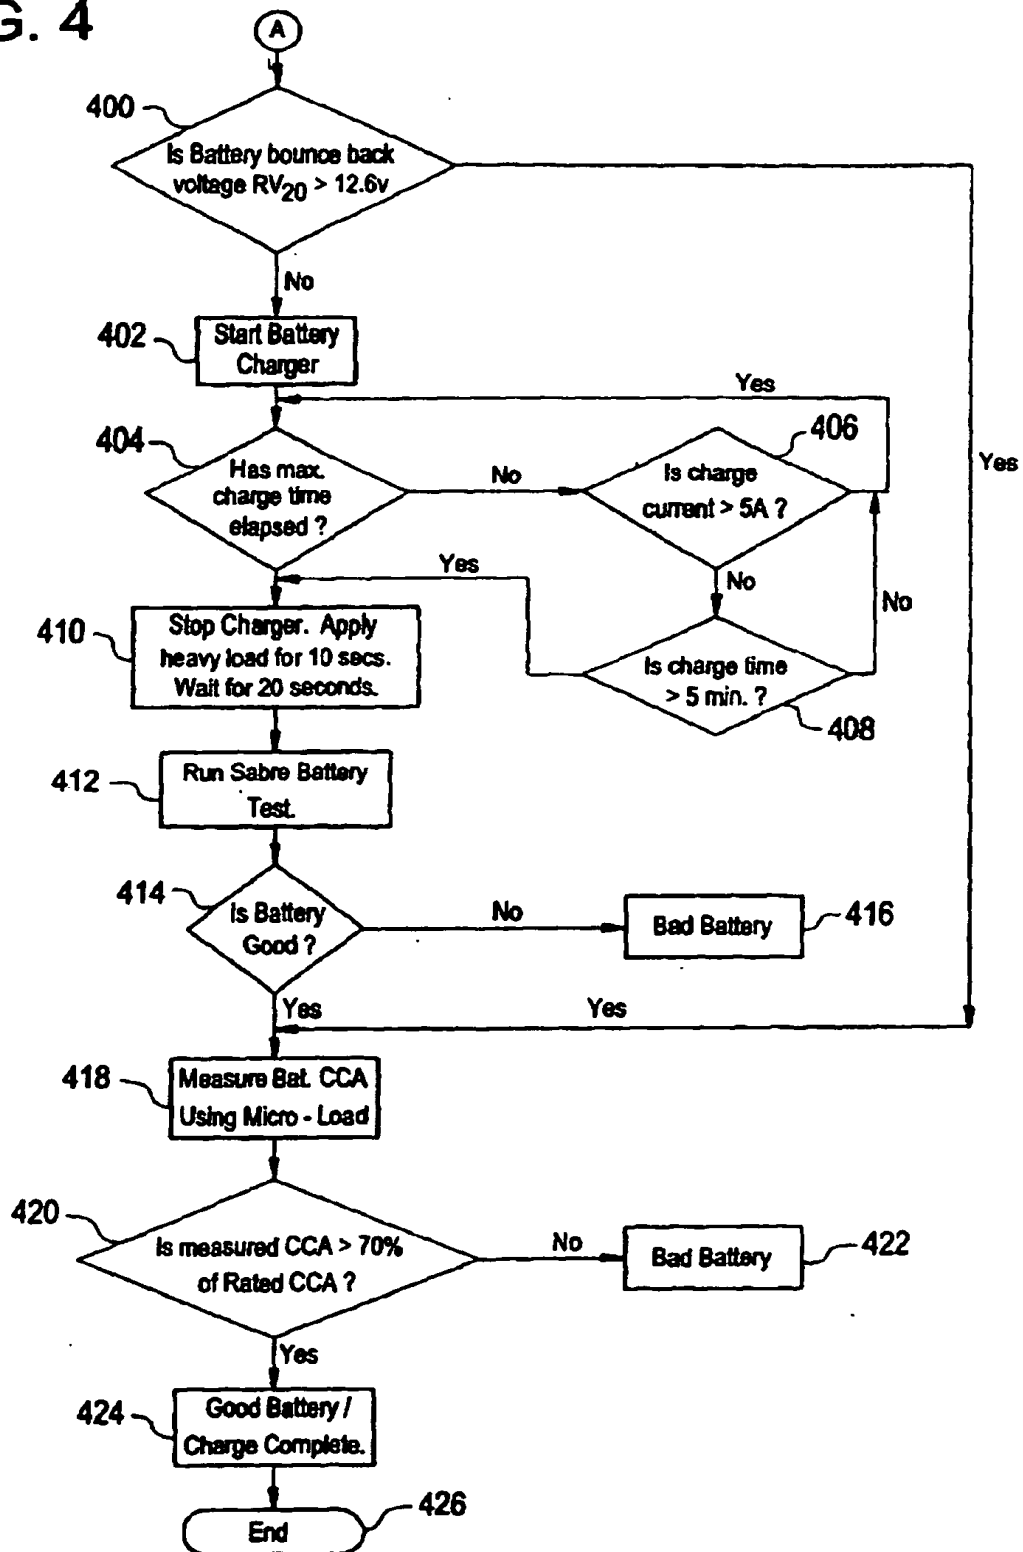 G. 4
A
400
Is Battery bounce back
voltage RV20 > 12.6v
No
402
Start Battery
Charger
Yes
404
Has max.
charge time
elapsed ?
No
406
Is charge
current > 5A ?
Yes
Yes
No
No
410
Stop Charger. Apply
heavy load for 10 secs.
Wait for 20 seconds.
Is charge time
> 5 min. ?
408
412
Run Sabre Battery
Test.
414
Is Battery
Good ?
No
Bad Battery
416
Yes
Yes
418
Measure Bat. CCA
Using Micro - Load
420
Is measured CCA > 70%
of Rated CCA ?
No
Bad Battery
422
Yes
424
Good Battery /
Charge Complete.
End
426